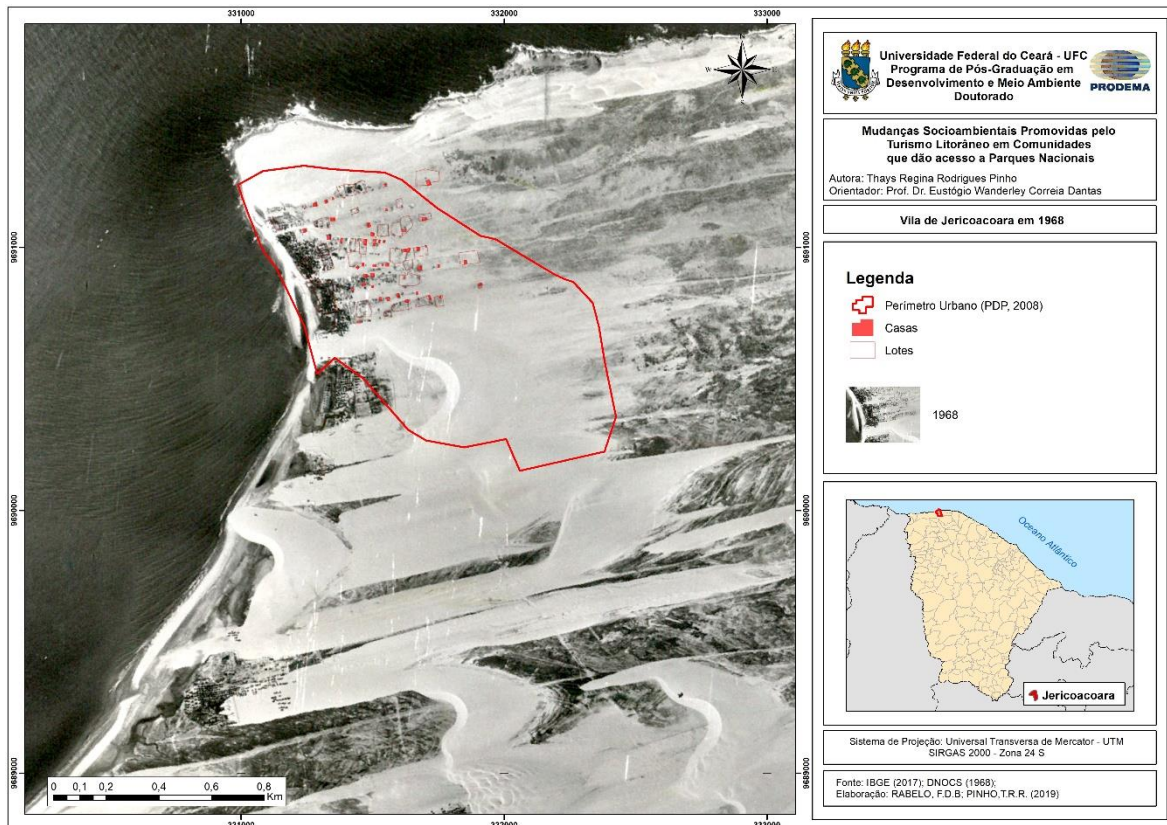 331000
332000
333000
9691000
9690000
9689000
9691000
9690000
9689000
331000
332000
333000
0
0,1
0,2
0,4
0,6
0,8
Km
Universidade Federal do Ceará - UFC
Programa de Pós-Graduação em
Desenvolvimento e Meio Ambiente
Doutorado
PRODEMA
Mudanças Socioambientais Promovidas pelo
Turismo Litorâneo em Comunidades
que dão acesso a Parques Nacionais
Autora: Thays Regina Rodrigues Pinho
Orientador: Prof. Dr. Eustógio Wanderley Correia Dantas
Vila de Jericoacoara em 1968
Legenda
Perímetro Urbano (PDP, 2008)
Casas
Lotes
1968
Oceano Atlântico
Jericoacoara
Sistema de Projeção: Universal Transversa de Mercator - UTM
SIRGAS 2000 - Zona 24 S
Fonte: IBGE (2017); DNOCS (1968);
Elaboração: RABELO, F.D.B; PINHO,T.R.R. (2019)